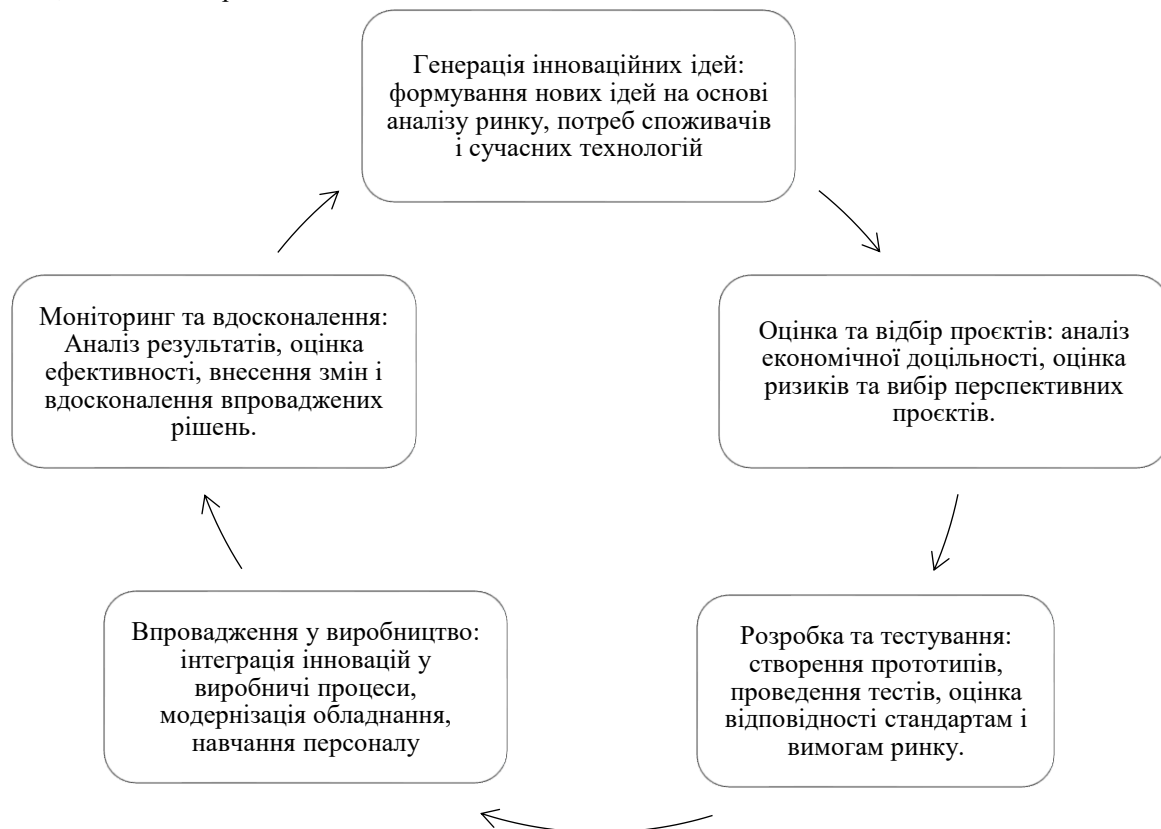 Генерація інноваційних ідей:
формування нових ідей на основі
аналізу ринку, потреб споживачів
і сучасних технологій
Оцінка та відбір проєктів: аналіз
економічної доцільності, оцінка
ризиків та вибір перспективних
проєктів.
Розробка та тестування:
створення прототипів,
проведення тестів, оцінка
відповідності стандартам і
вимогам ринку.
Впровадження у виробництво:
інтеграція інновацій у
виробничі процеси,
модернізація обладнання,
навчання персоналу
Моніторинг та вдосконалення:
Аналіз результатів, оцінка
ефективності, внесення змін і
вдосконалення впроваджених
рішень.